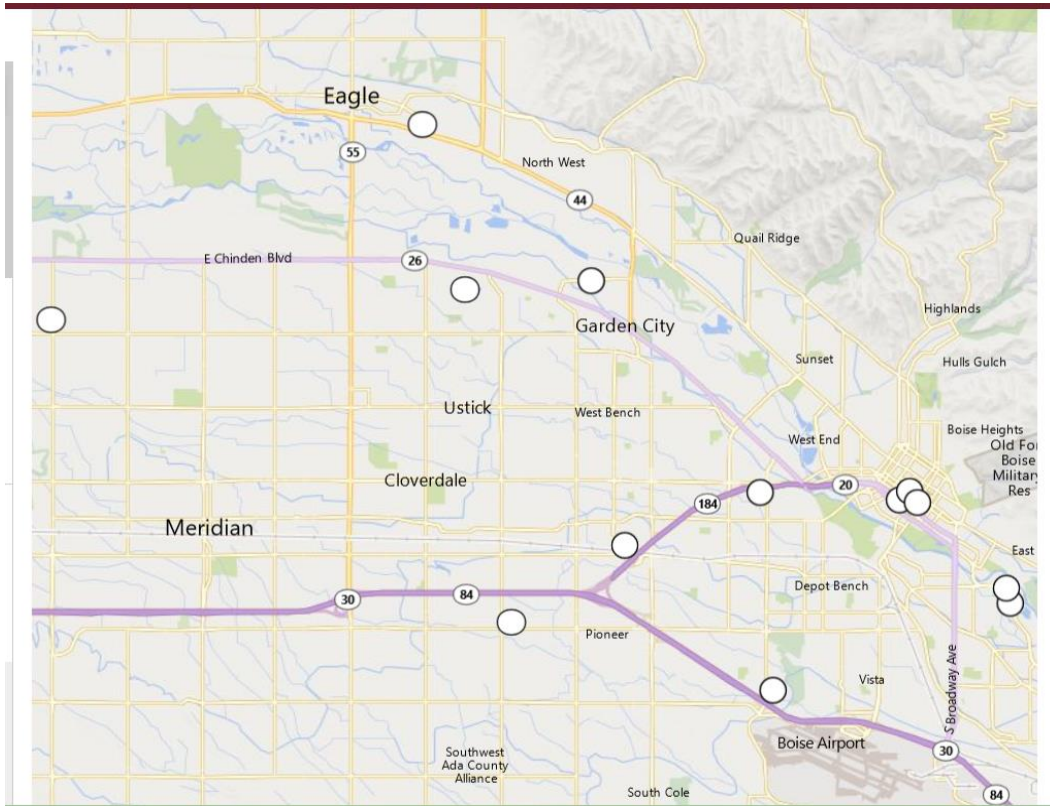 Eagle
55
North West
44
Quail Ridge
E Chinden Blvd
26
Highlands
Garden City
Sunset
Hulls Gulch
Ustick
West Bench
Boise Heights
West End
Old For
Boise
Military
Res
Cloverdale
20
184
Meridian
East
Depot Bench
84
30
Pioneer
Vista
S Broadway Ave
Boise Airport
30
Southwest
Ada County
Alliance
South Cole
84